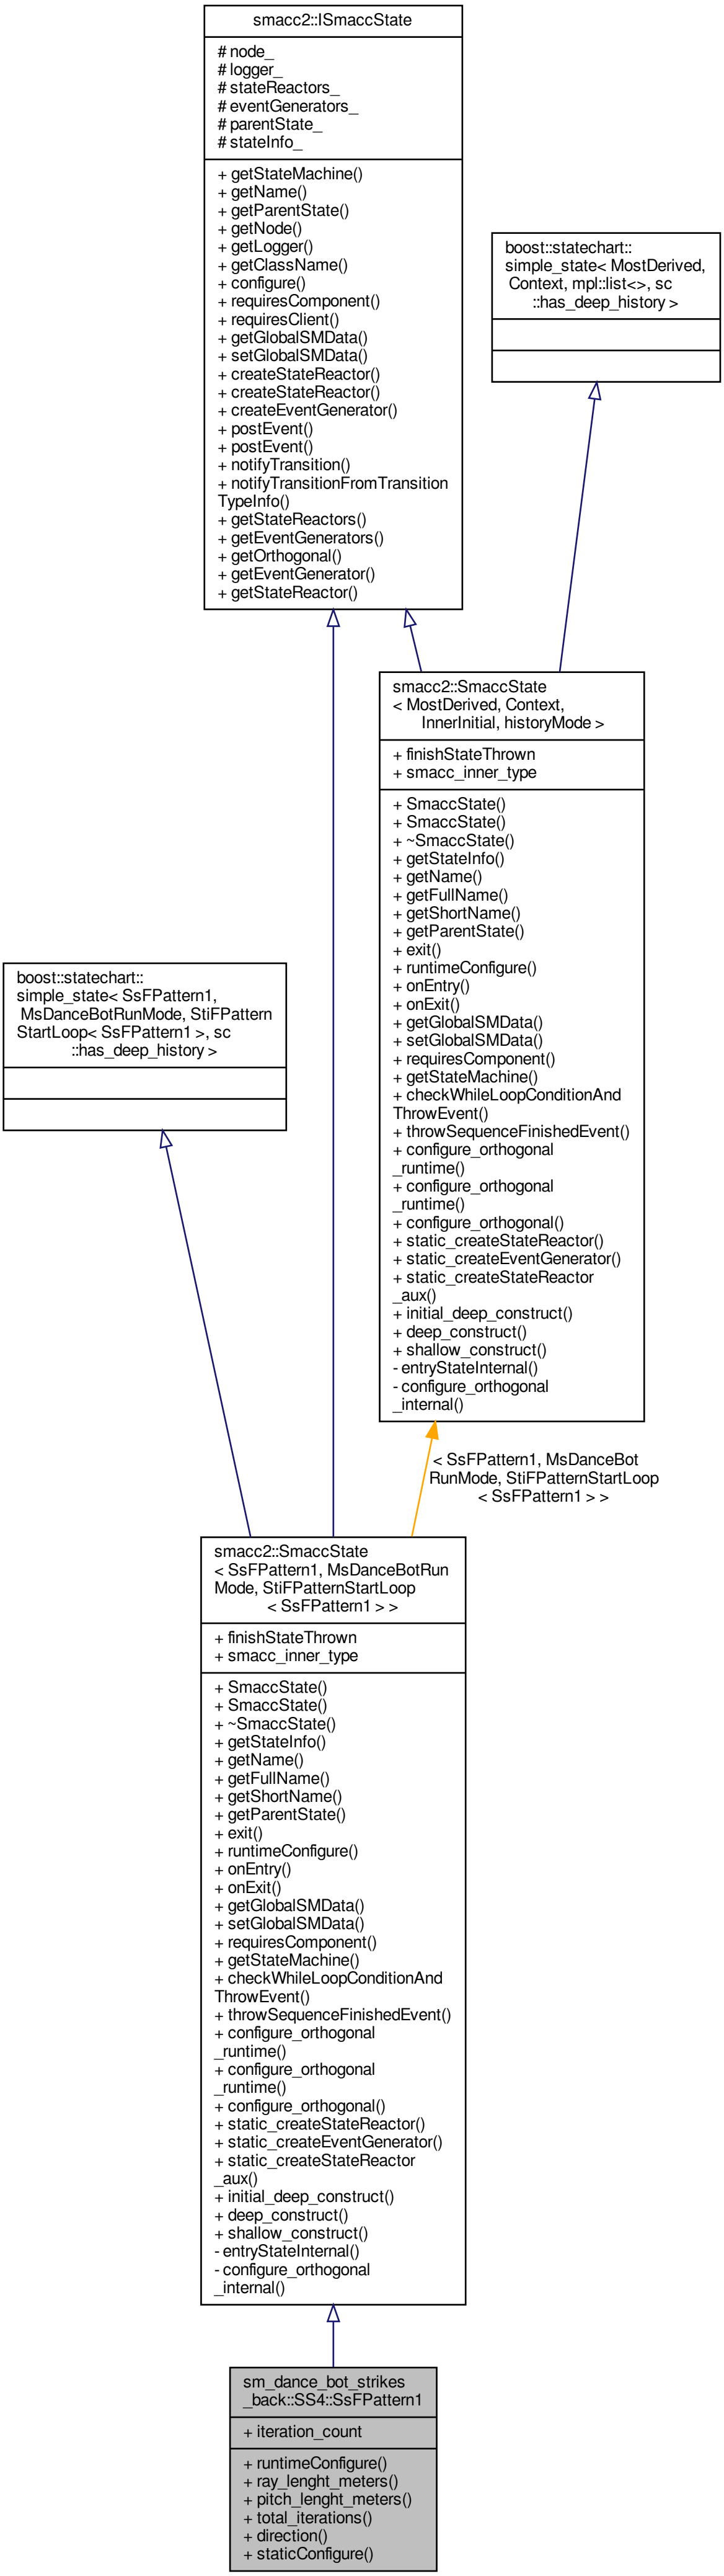 smacc2::ISmaccState
# node_
# logger_
# stateReactors_
# eventGenerators_
# parentState_
# stateInfo_
+ getStateMachine()
+ getName()
+ getParentState()
+ getNode()
+ getLogger()
+ getClassName()
+ configure()
+ requiresComponent()
+ requiresClient()
+ getGlobalSMData()
+ setGlobalSMData()
+ createStateReactor()
+ createStateReactor()
+ createEventGenerator()
+ postEvent()
+ postEvent()
+ notifyTransition()
+ notifyTransitionFromTransition
TypeInfo()
+ getStateReactors()
+ getEventGenerators()
+ getOrthogonal()
+ getEventGenerator()
+ getStateReactor()
boost::statechart::
simple_state< MostDerived,
Context, mpl::list<>, sc
::has_deep_history >
smacc2::SmaccState
< MostDerived, Context,
InnerInitial, historyMode >
+ finishStateThrown
+ smacc_inner_type
+ SmaccState()
+ SmaccState()
+ ~SmaccState()
+ getStateInfo()
+ getName()
+ getFullName()
+ getShortName()
+ getParentState()
+ exit()
+ runtimeConfigure()
+ onEntry()
+ onExit()
+ getGlobalSMData()
+ setGlobalSMData()
+ requiresComponent()
+ getStateMachine()
+ checkWhileLoopConditionAnd
ThrowEvent()
+ throwSequenceFinishedEvent()
+ configure_orthogonal
_runtime()
+ configure_orthogonal
_runtime()
+ configure_orthogonal()
+ static_createStateReactor()
+ static_createEventGenerator()
+ static_createStateReactor
_aux()
+ initial_deep_construct()
+ deep_construct()
+ shallow_construct()
- entryStateInternal()
- configure_orthogonal
_internal()
boost::statechart::
simple_state< SsFPattern1,
MsDanceBotRunMode, StiFPattern
StartLoop< SsFPattern1 >, sc
::has_deep_history >
< SsFPattern1, MsDanceBot
RunMode, StiFPatternStartLoop
< SsFPattern1 > >
smacc2::SmaccState
< SsFPattern1, MsDanceBotRun
Mode, StiFPatternStartLoop
< SsFPattern1 > >
+ finishStateThrown
+ smacc_inner_type
+ SmaccState()
+ SmaccState()
+ ~SmaccState()
+ getStateInfo()
+ getName()
+ getFullName()
+ getShortName()
+ getParentState()
+ exit()
+ runtimeConfigure()
+ onEntry()
+ onExit()
+ getGlobalSMData()
+ setGlobalSMData()
+ requiresComponent()
+ getStateMachine()
+ checkWhileLoopConditionAnd
ThrowEvent()
+ throwSequenceFinishedEvent()
+ configure_orthogonal
_runtime()
+ configure_orthogonal
_runtime()
+ configure_orthogonal()
+ static_createStateReactor()
+ static_createEventGenerator()
+ static_createStateReactor
_aux()
+ initial_deep_construct()
+ deep_construct()
+ shallow_construct()
- entryStateInternal()
- configure_orthogonal
_internal()
sm_dance_bot_strikes
_back::SS4::SsFPattern1
+ iteration_count
+ runtimeConfigure()
+ ray_lenght_meters()
+ pitch_lenght_meters()
+ total_iterations()
+ direction()
+ staticConfigure()